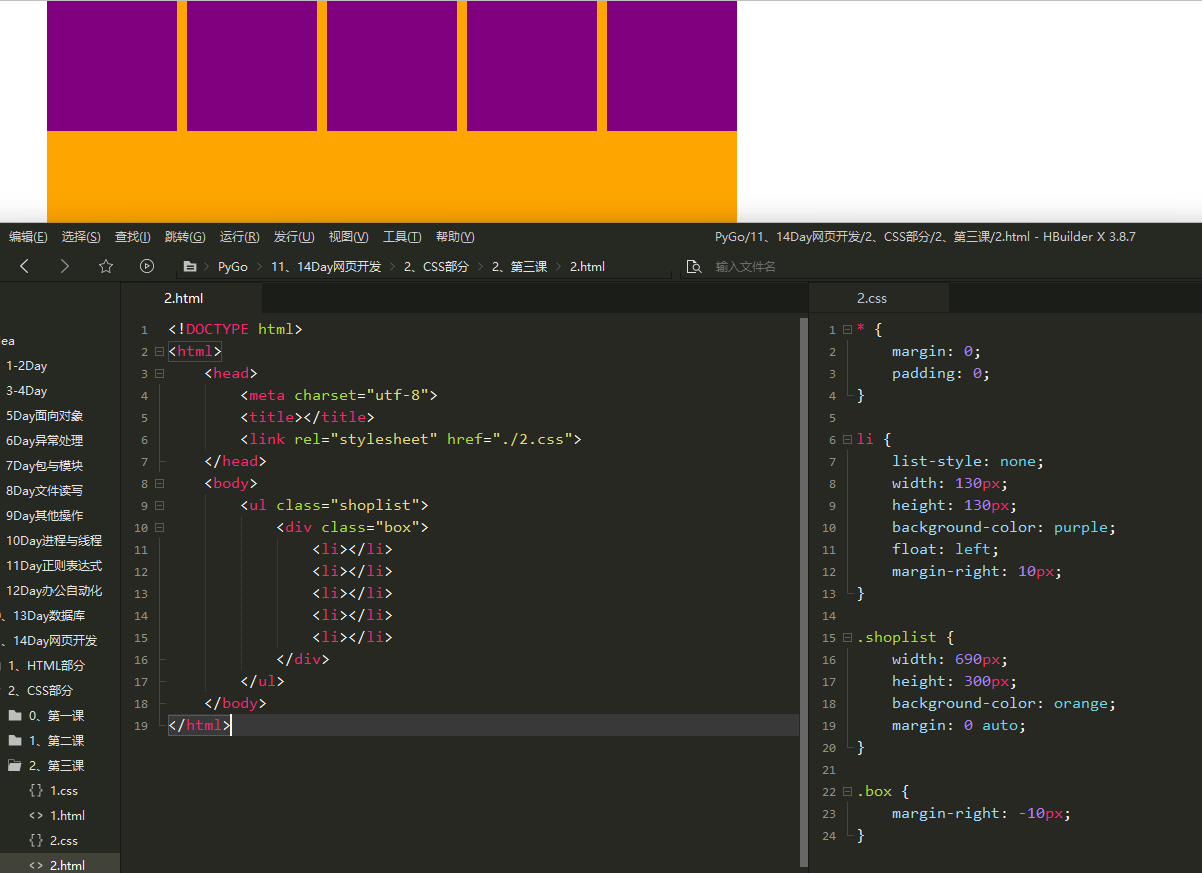 编辑(E) 选择(S) 查找(I) 跳转(G) 运行(R) 发行(U) 视图(V) 工具(T) 帮助(Y) PyGo/11、14Day网页开发/2、CSS部分/2、第三课/2.html - HBuilder X 3.8.7
PyGo 11、14Day网页开发 2、CSS部分 2、第三课 2.html 输入文件名
ea
1-2Day
3-4Day
5Day面向对象
6Day异常处理
7Day包与模块
8Day文件读写
9Day其他操作
10Day进程与线程
11Day正则表达式
12Day办公自动化
、13Day数据库
、14Day网页开发
1、HTML部分
2、CSS部分
0、第一课
1、第二课
2、第三课
{} 1.css
<> 1.html
{} 2.css
<> 2.html
2.html
1 <!DOCTYPE html>
2 <html>
3 <head>
4 <meta charset="utf-8">
5 <title></title>
6 <link rel="stylesheet" href="./2.css">
7 </head>
8 <body>
9 <ul class="shoplist">
10 <div class="box">
11 <li></li>
12 <li></li>
13 <li></li>
14 <li></li>
15 <li></li>
16 </div>
17 </ul>
18 </body>
19 </html>
2.css
1 * {
2 margin: 0;
3 padding: 0;
4 }
5
6 li {
7 list-style: none;
8 width: 130px;
9 height: 130px;
10 background-color: purple;
11 float: left;
12 margin-right: 10px;
13 }
14
15 .shoplist {
16 width: 690px;
17 height: 300px;
18 background-color: orange;
19 margin: 0 auto;
20 }
21
22 .box {
23 margin-right: -10px;
24 }